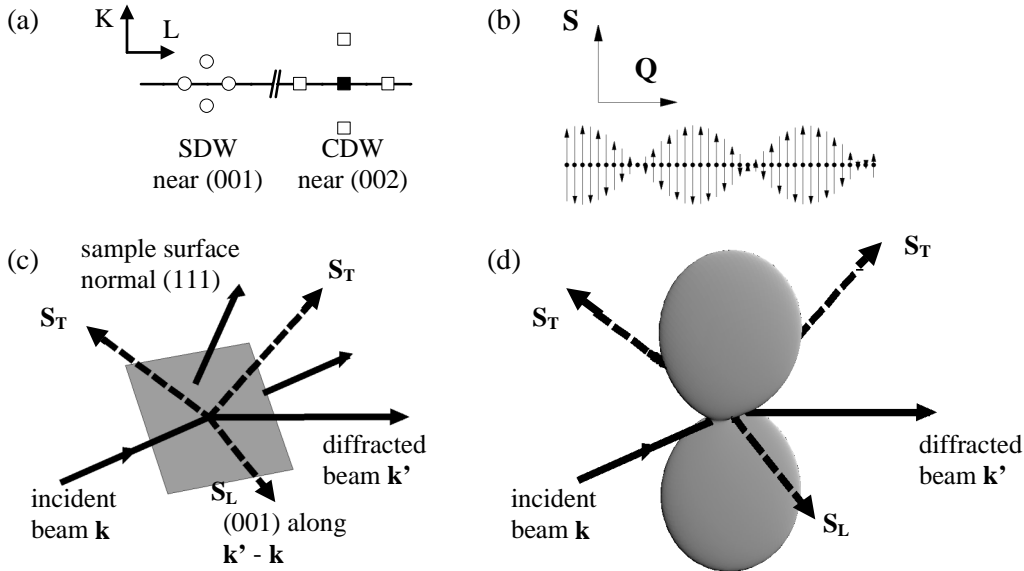 (a)
K
L
SDW
near (001)
CDW
near (002)
(b)
S
Q
(c)
sample surface
normal (111)
S_T
S_T
incident
beam k
S_L
(001) along
k' - k
diffracted
beam k'
(d)
S_T
S_T
incident
beam k
S_L
diffracted
beam k'